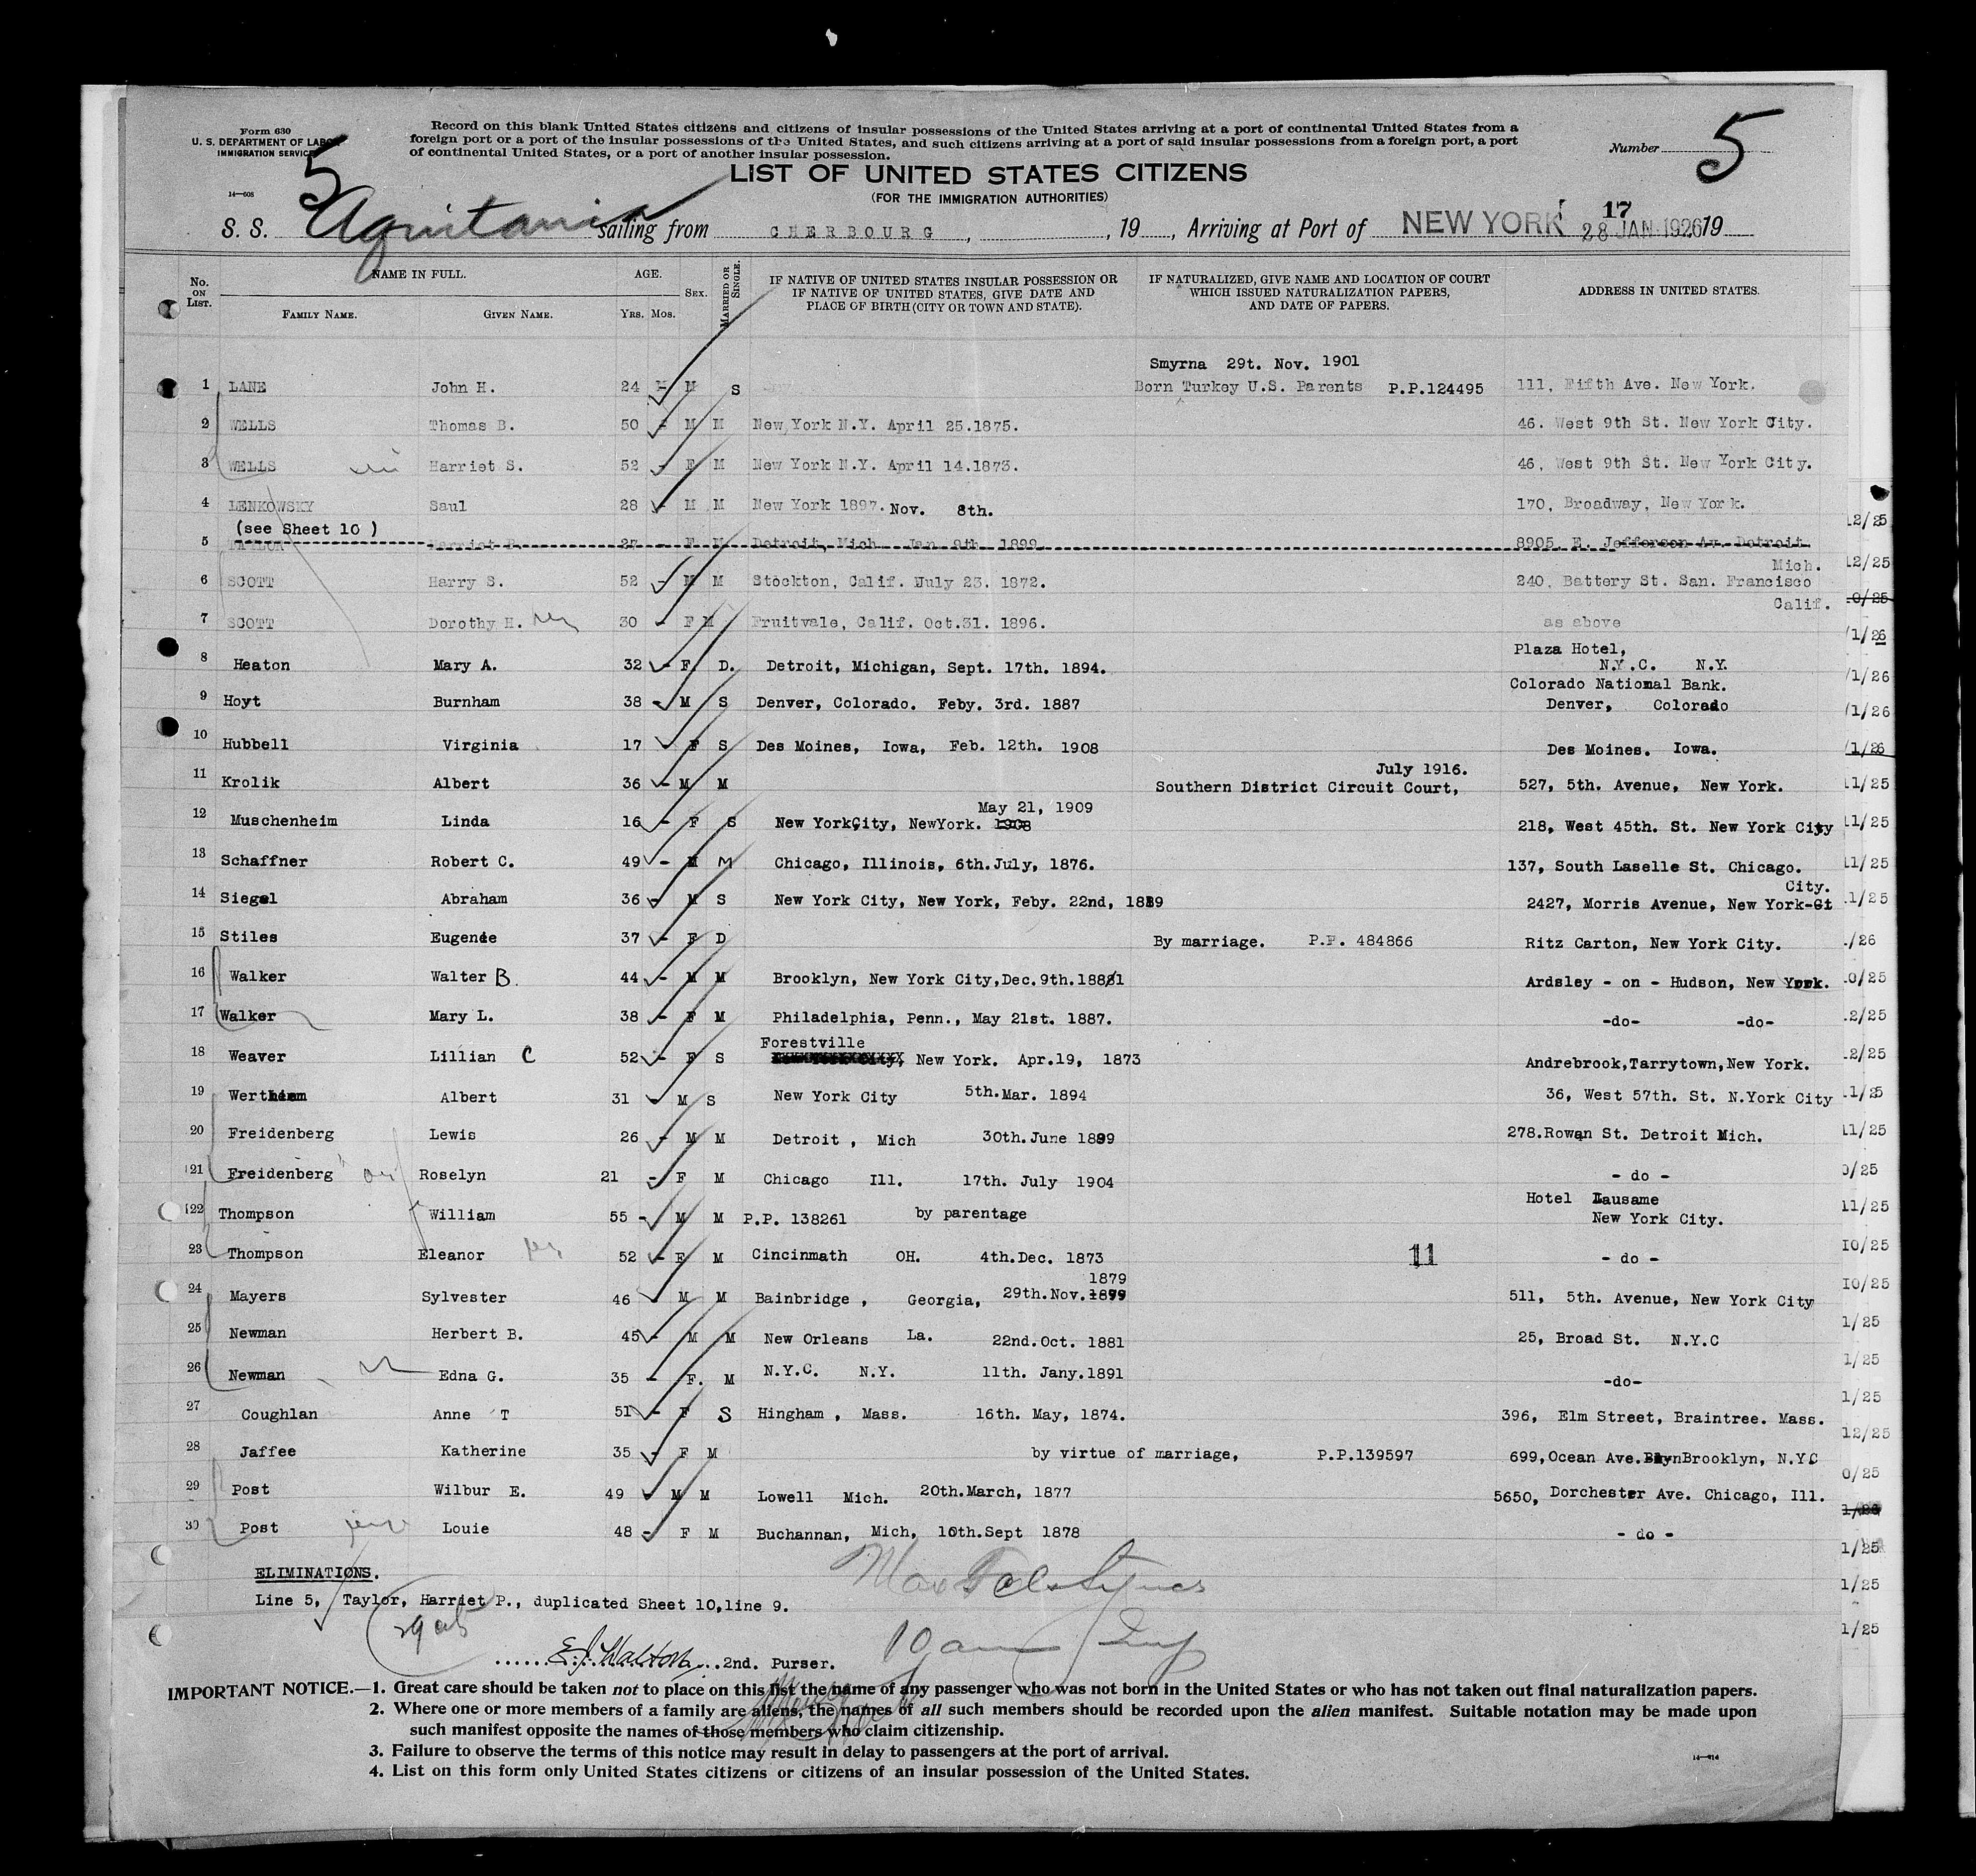 Form 630
U. S. DEPARTMENT OF LABOR
IMMIGRATION SERVICE
14—608
5
Record on this blank United States citizens and citizens of insular possessions of the United States arriving at a port of continental United States from a
foreign port or a port of the insular possessions of the United States, and such citizens arriving at a port of said insular possessions from a foreign port, a port
of continental United States, or a port of another insular possession.
Number 5
LIST OF UNITED STATES CITIZENS
(FOR THE IMMIGRATION AUTHORITIES)
S. S. Aquitania sailing from CHERBOURG, , 19 , Arriving at Port of NEW YORK 17 28 JAN 1926 19
No. ON LIST. NAME IN FULL. AGE. SEX. MARRIED OR SINGLE. IF NATIVE OF UNITED STATES INSULAR POSSESSION OR IF NATIVE OF UNITED STATES, GIVE DATE AND PLACE OF BIRTH (CITY OR TOWN AND STATE). IF NATURALIZED, GIVE NAME AND LOCATION OF COURT WHICH ISSUED NATURALIZATION PAPERS, AND DATE OF PAPERS. ADDRESS IN UNITED STATES.
FAMILY NAME. GIVEN NAME. YRS. MOS.
Smyrna 29t. Nov. 1901
1 LANE John H. 24 - M S Born Turkey U.S. Parents P.P.124495 111, Fifth Ave. New York.
2 WELLS Thomas B. 50 - M M New York N.Y. April 25.1875. 46. West 9th St. New York City.
3 WELLS Harriet S. 52 - F M New York N.Y. April 14.1873. 46, West 9th St. New York City.
4 LENKOWSKY Saul 28 M M New York 1897. Nov. 8th. 170, Broadway, New York.
(see Sheet 10 )
5 TAYLOR Harriet P. 27 - F M Detroit, Mich. Jan. 9th 1899 8905, E. Jefferson Av. Detroit
Mich.
6 SCOTT Harry S. 52 - M M Stockton, Calif. July 23. 1872. 240, Battery St. San. Francisco
Calif.
7 SCOTT Dorothy H. 30 - F M Fruitvale, Calif. Oct.31. 1896. as above
Plaza Hotel,
8 Heaton Mary A. 32 - F. D. Detroit, Michigan, Sept. 17th. 1894. N.Y.C. N.Y.
Colorado National Bank.
9 Hoyt Burnham 38 - M S Denver, Colorado. Feby. 3rd. 1887 Denver, Colorado
10 Hubbell Virginia 17 - F S Des Moines, Iowa, Feb. 12th. 1908 Des Moines. Iowa.
July 1916.
11 Krolik Albert 36 - M M Southern District Circuit Court, 527, 5th. Avenue, New York.
May 21, 1909
12 Muschenheim Linda 16 - F S New York City, NewYork. 1908 218, West 45th. St. New York City
13 Schaffner Robert C. 49 - M M Chicago, Illinois, 6th.July, 1876. 137, South Laselle St. Chicago.
City.
14 Siegel Abraham 36 - M S New York City, New York, Feby. 22nd, 1889 2427, Morris Avenue, New York-Ct
15 Stiles Eugenie 37 - F D By marriage. P.P. 484866 Ritz Carton, New York City.
16 Walker Walter B. 44 - M M Brooklyn, New York City,Dec.9th.1881 Ardsley - on - Hudson, New York.
17 Walker Mary L. 38 - F M Philadelphia, Penn., May 21st. 1887. -do- -do-
Forestville
18 Weaver Lillian C 52 - F S New York. Apr.19, 1873 Andrebrook,Tarrytown,New York.
19 Wertheim Albert 31 - M S New York City 5th.Mar. 1894 36, West 57th. St. N.York City
20 Freidenberg Lewis 26 - M M Detroit , Mich 30th.June 1899 278.Rowen St. Detroit Mich.
21 Freidenberg Roselyn 21 - F M Chicago Ill. 17th. July 1904 - do -
Hotel Lausame
22 Thompson William 55 - M M P.P. 138261 by parentage New York City.
23 Thompson Eleanor 52 - F M Cincinmath OH. 4th.Dec. 1873 11 - do -
1879
24 Mayers Sylvester 46 M M Bainbridge , Georgia, 29th.Nov.1899 511, 5th. Avenue, New York City
25 Newman Herbert B. 45 - M M New Orleans La. 22nd.Oct. 1881 25, Broad St. N.Y.C
26 Newman Edna G. 35 - F. M N.Y.C. N.Y. 11th. Jany.1891 -do-
27 Coughlan Anne T 51 - F S Hingham , Mass. 16th. May, 1874. 396, Elm Street, Braintree. Mass.
28 Jaffee Katherine 35 - F M by virtue of marriage, P.P.139597 699,Ocean Ave. Brooklyn, N.Y.C
29 Post Wilbur E. 49 - M M Lowell Mich. 20th.March, 1877 5650, Dorchester Ave. Chicago, Ill.
30 Post Louie 48 - F M Buchannan, Mich, 10th.Sept 1878 - do -
ELIMINATIONS.
Line 5, Taylor, Harriet P., duplicated Sheet 10,line 9.
10 am
E.J. Walton 2nd. Purser.
IMPORTANT NOTICE.—1. Great care should be taken not to place on this list the name of any passenger who was not born in the United States or who has not taken out final naturalization papers.
2. Where one or more members of a family are aliens, the names of all such members should be recorded upon the alien manifest. Suitable notation may be made upon
such manifest opposite the names of those members who claim citizenship.
3. Failure to observe the terms of this notice may result in delay to passengers at the port of arrival.
4. List on this form only United States citizens or citizens of an insular possession of the United States.